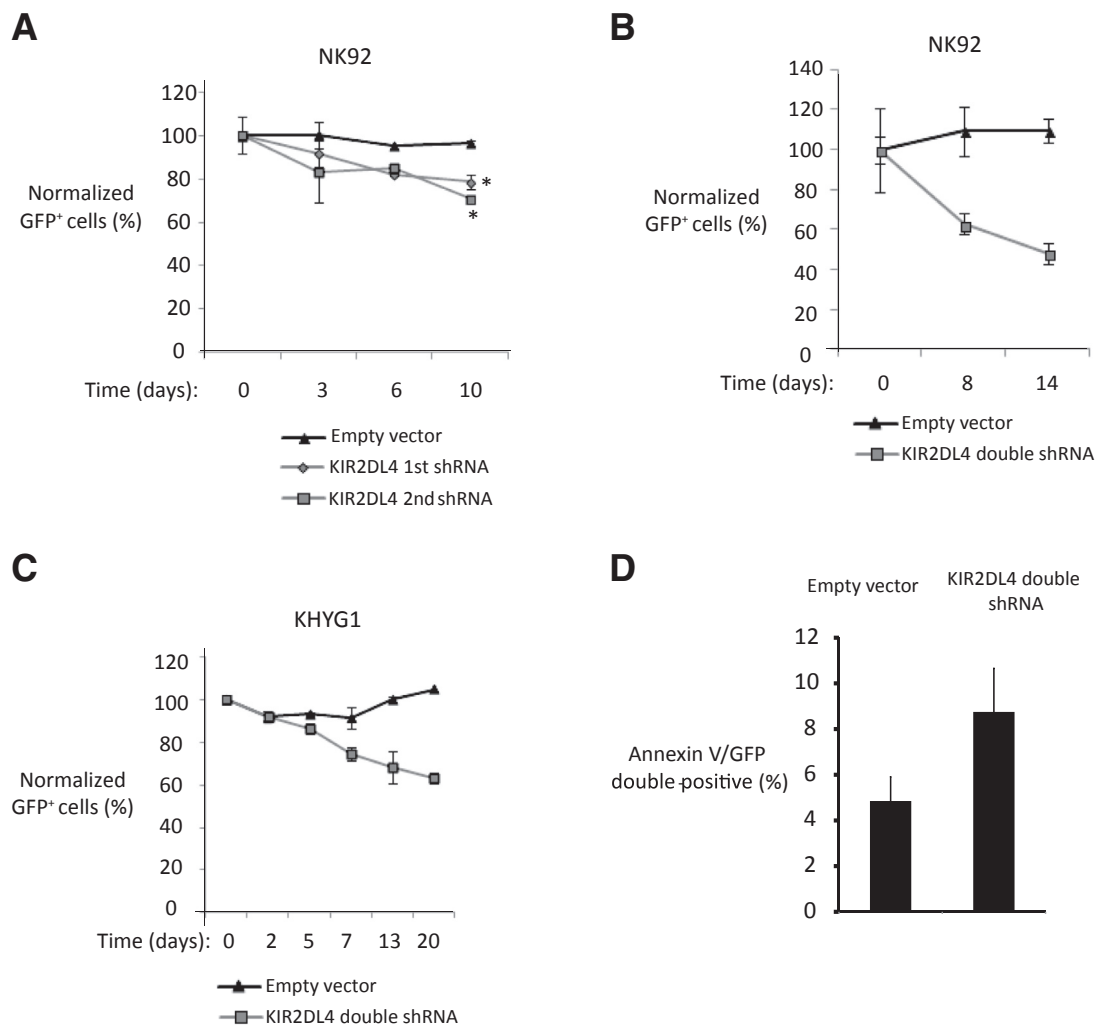 A
NK92
120
100
80
60
40
20
0
Normalized
GFP+ cells (%)
*
*
Time (days): 0 3 6 10
Empty vector
KIR2DL4 1st shRNA
KIR2DL4 2nd shRNA
B
NK92
140
120
100
80
60
40
20
0
Normalized
GFP+ cells (%)
Time (days): 0 8 14
Empty vector
KIR2DL4 double shRNA
C
KHYG1
120
100
80
60
40
20
0
Normalized
GFP+ cells (%)
Time (days): 0 2 5 7 13 20
Empty vector
KIR2DL4 double shRNA
D
Empty vector
KIR2DL4 double
shRNA
12
10
8
6
4
2
0
Annexin V/GFP
double-positive (%)